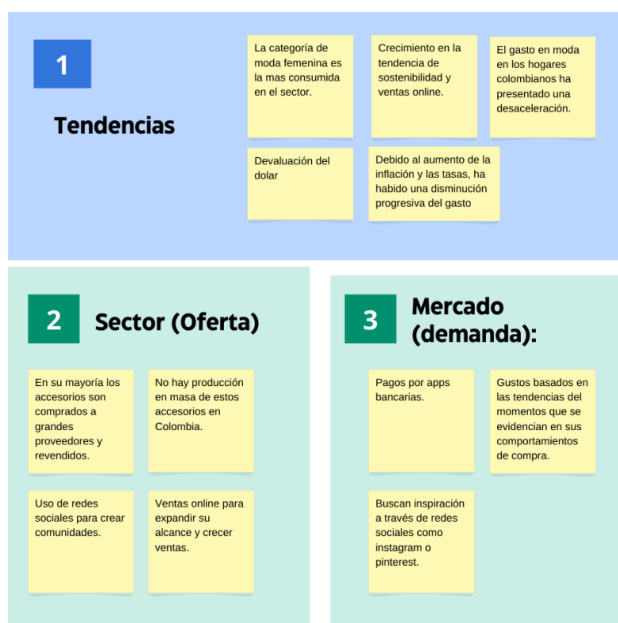 1
Tendencias
La categoría de
moda femenina es
la mas consumida
en el sector.
Crecimiento en la
tendencia de
sostenibilidad y
ventas online.
El gasto en moda
en los hogares
colombianos ha
presentado una
desaceleración.
Devaluación del
dolar
Debido al aumento de la
inflación y las tasas, ha
habido una disminución
progresiva del gasto
2
Sector (Oferta)
En su mayoría los
accesorios son
comprados a
grandes
proveedores y
revendidos.
No hay producción
en masa de estos
accesorios en
Colombia.
Uso de redes
sociales para crear
comunidades.
Ventas online para
expandir su
alcance y crecer
ventas.
3
Mercado
(demanda):
Pagos por apps
bancarias.
Gustos basados en
las tendencias del
momentos que se
evidencian en sus
comportamientos
de compra.
Buscan inspiración
a través de redes
sociales como
instagram o
pinterest.